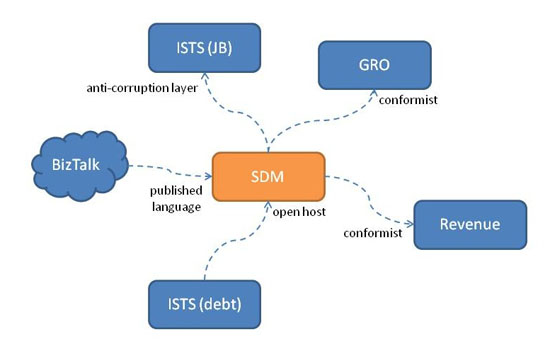 ISTS (JB)
GRO
anti-corruption layer
conformist
BizTalk
SDM
published
language
open host
conformist
Revenue
ISTS (debt)